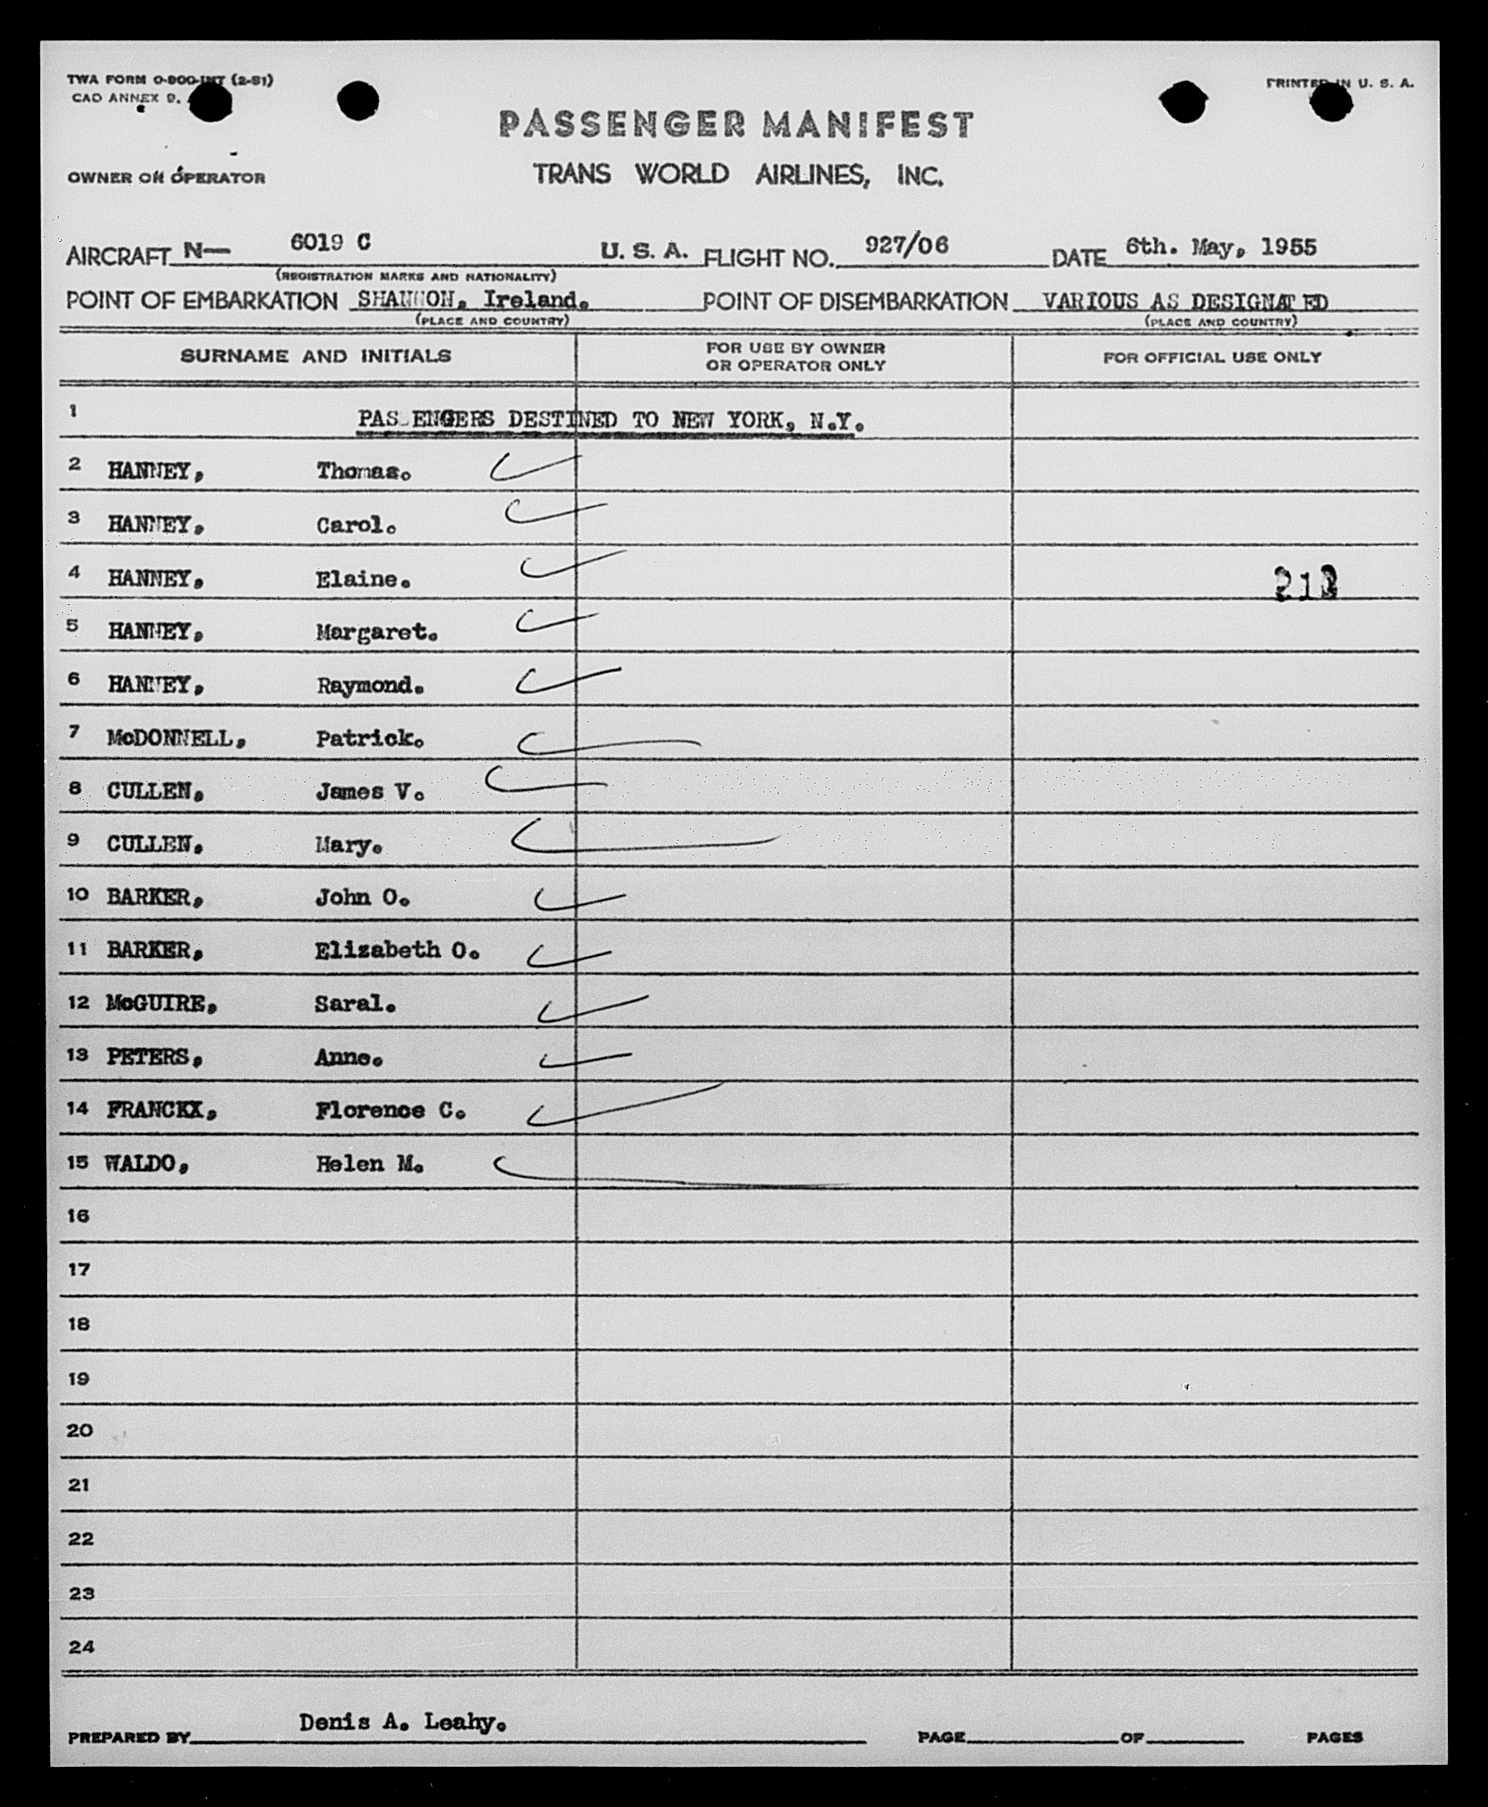 TWA FORM O-800-INT (2-51)
PRINTED IN U. S. A.
CAO ANNEX 9,
PASSENGER MANIFEST
OWNER OR OPERATOR
TRANS WORLD AIRLINES, INC.
AIRCRAFT N— 6019 C U. S. A. FLIGHT NO. 927/06 DATE 6th. May, 1955
(REGISTRATION MARKS AND NATIONALITY)
POINT OF EMBARKATION SHANNON, Ireland. POINT OF DISEMBARKATION VARIOUS AS DESIGNATED
(PLACE AND COUNTRY) (PLACE AND COUNTRY)
SURNAME AND INITIALS FOR USE BY OWNER OR OPERATOR ONLY FOR OFFICIAL USE ONLY
1 PASSENGERS DESTINED TO NEW YORK, N.Y.
2 HANNEY, Thomas.
3 HANNEY, Carol.
4 HANNEY, Elaine.
5 HANNEY, Margaret.
6 HANNEY, Raymond.
7 McDONNELL, Patrick.
8 CULLEN, James V.
9 CULLEN, Mary.
10 BARKER, John O.
11 BARKER, Elizabeth O.
12 McGUIRE, Saral.
13 PETERS, Anne.
14 FRANCKX, Florence C.
15 WALDO, Helen M.
16
17
18
19
20
21
22
23
24
PREPARED BY Denis A. Leahy. PAGE OF PAGES